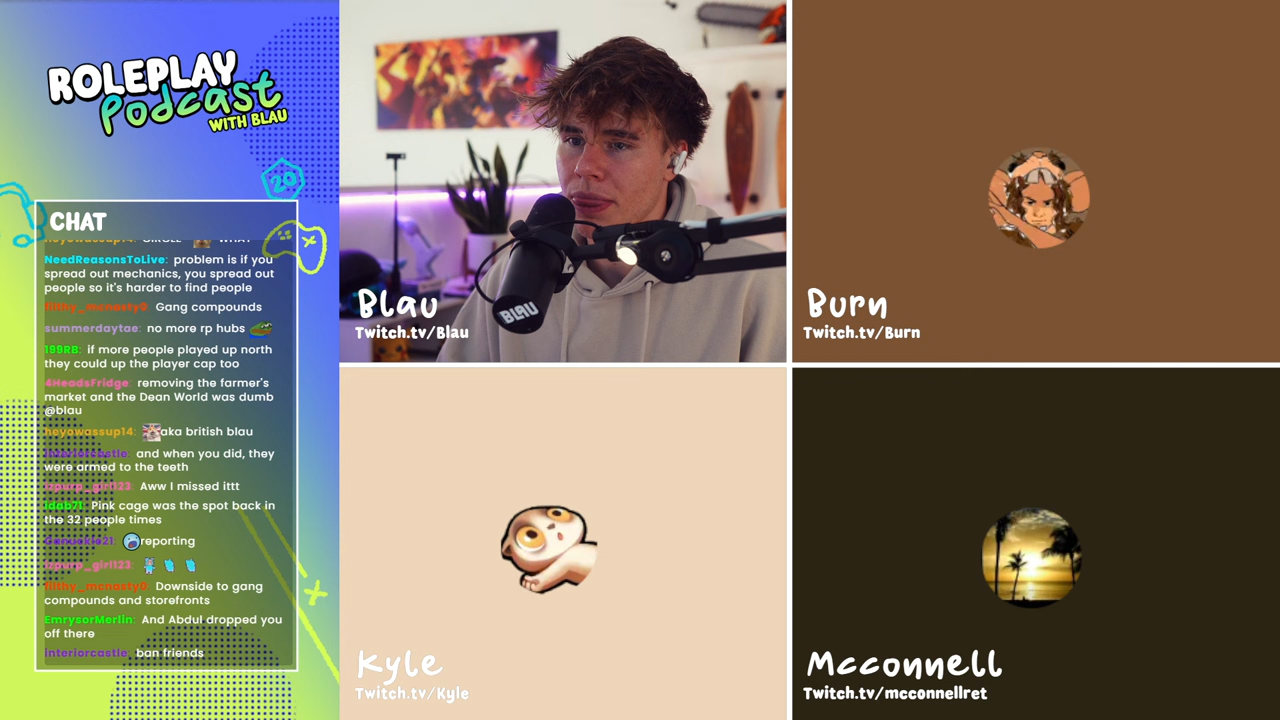 ROLEPLAY
Podcast
WITH BLAU
20
CHAT
NeedReasonsToLive: problem is if you
spread out mechanics, you spread out
people so it's harder to find people
filthy_mcnasty0: Gang compounds
summerdaytae: no more rp hubs
199RB: if more people played up north
they could up the player cap too
4HeadsFridge: removing the farmer's
market and the Dean World was dumb
@blau
heyowassup14: aka british blau
interiorcastle: and when you did, they
were armed to the teeth
Aww I missed ittt
Pink cage was the spot back in
the 32 people times
reporting
filthy_mcnasty0: Downside to gang
compounds and storefronts
EmrysorMerlin: And Abdul dropped you
off there
interiorcastle: ban friends
BLAU
Blau
Twitch.tv/Blau
Burn
Twitch.tv/Burn
Kyle
Twitch.tv/Kyle
Mcconnell
Twitch.tv/mcconnellret